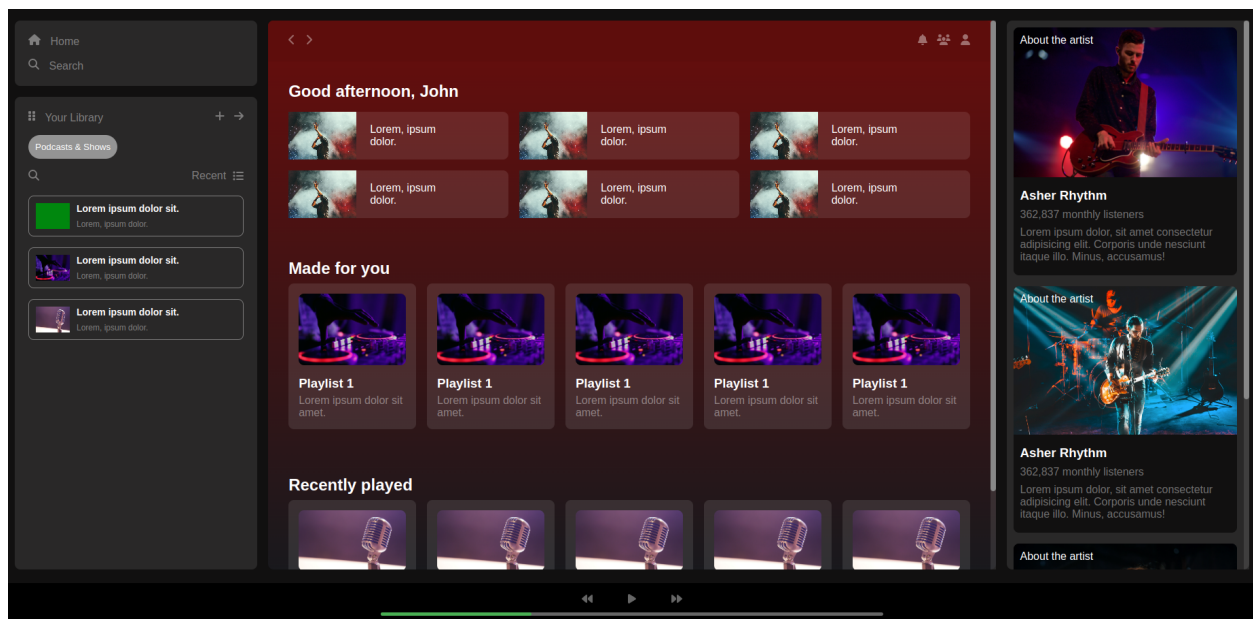 Home
Search
Your Library
Podcasts & Shows
Recent
Lorem ipsum dolor sit.
Lorem, ipsum dolor.
Lorem ipsum dolor sit.
Lorem, ipsum dolor.
Lorem ipsum dolor sit.
Lorem, ipsum dolor.
Good afternoon, John
Lorem, ipsum
dolor.
Lorem, ipsum
dolor.
Lorem, ipsum
dolor.
Lorem, ipsum
dolor.
Lorem, ipsum
dolor.
Lorem, ipsum
dolor.
Made for you
Playlist 1
Lorem ipsum dolor sit
amet.
Playlist 1
Lorem ipsum dolor sit
amet.
Playlist 1
Lorem ipsum dolor sit
amet.
Playlist 1
Lorem ipsum dolor sit
amet.
Playlist 1
Lorem ipsum dolor sit
amet.
Recently played
About the artist
Asher Rhythm
362,837 monthly listeners
Lorem ipsum dolor, sit amet consectetur
adipisicing elit. Corporis unde nesciunt
itaque illo. Minus, accusamus!
About the artist
Asher Rhythm
362,837 monthly listeners
Lorem ipsum dolor, sit amet consectetur
adipisicing elit. Corporis unde nesciunt
itaque illo. Minus, accusamus!
About the artist